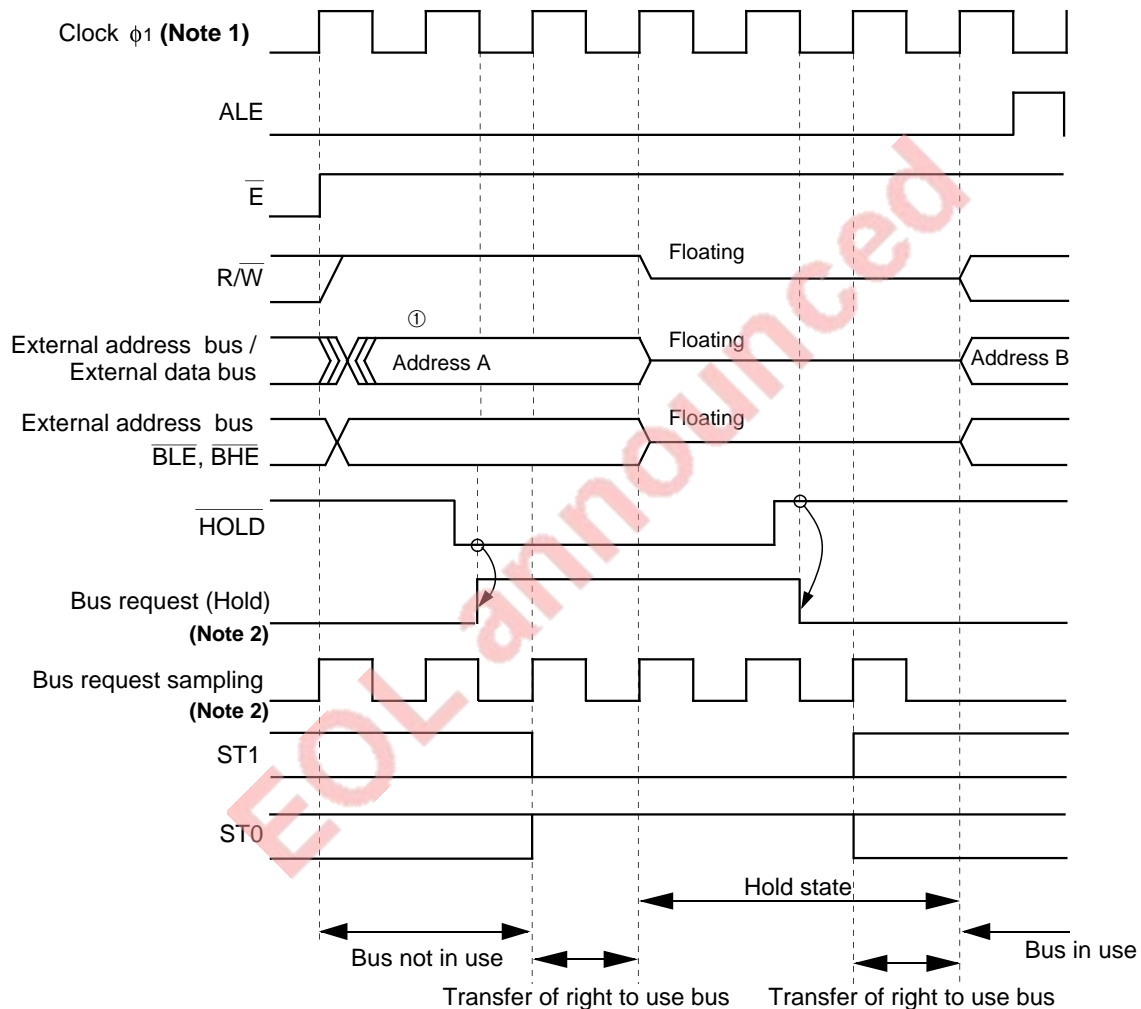 Clock ϕ1 (Note 1)
ALE
E
R/W
Floating
①
External address bus /
External data bus
Address A
Floating
Address B
External address bus
BLE, BHE
Floating
HOLD
Bus request (Hold)
(Note 2)
Bus request sampling
(Note 2)
ST1
ST0
Hold state
Bus not in use
Bus in use
Transfer of right to use bus
Transfer of right to use bus
EOL announced